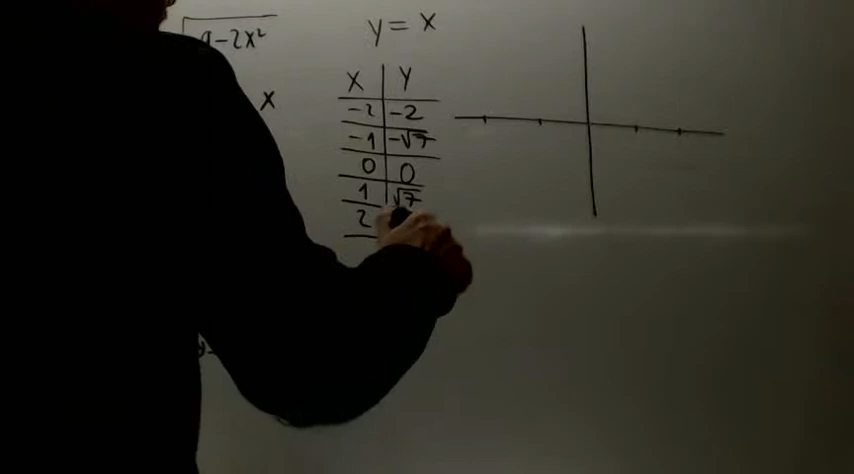 √9-2x²
y = x
x
X | Y
-2 | -2
-1 | -√7
0 | 0
1 | √7
2